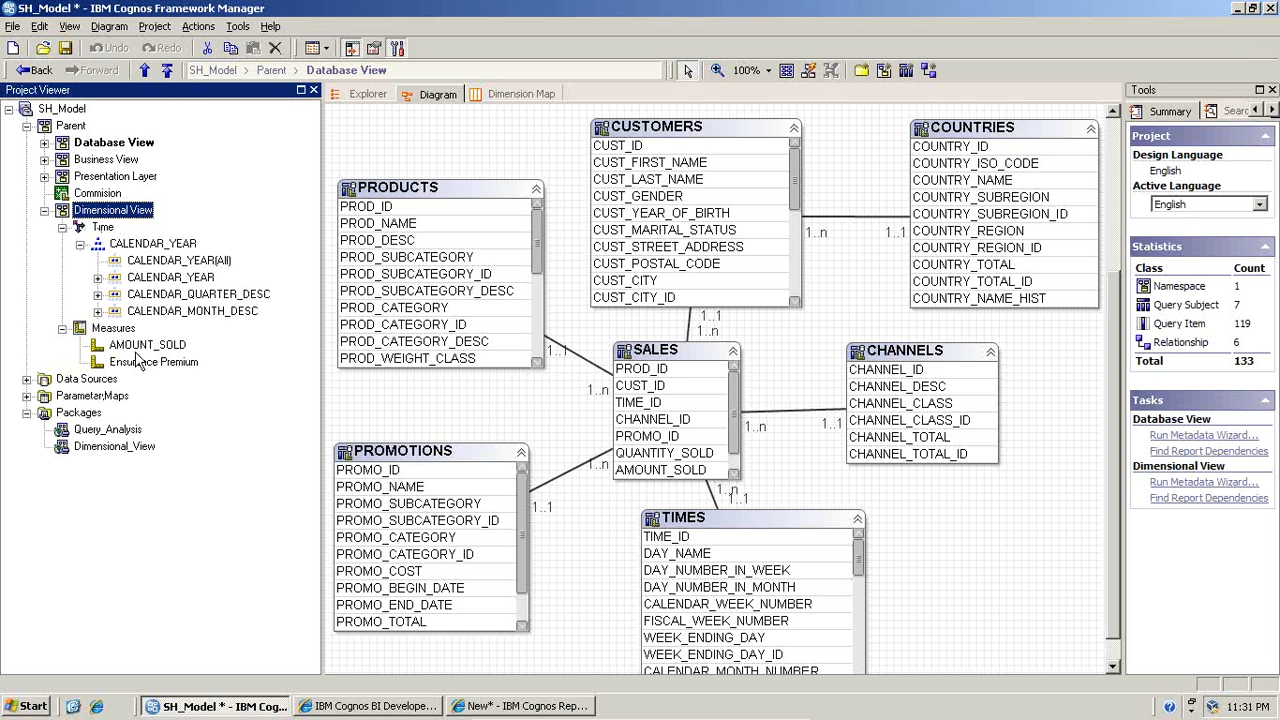 SH_Model * - IBM Cognos Framework Manager
File Edit View Diagram Project Actions Tools Help
Undo Redo
Back Forward SH_Model Parent Database View 100%
Project Viewer
SH_Model
Parent
Database View
Business View
Presentation Layer
Commision
Dimensional View
Time
CALENDAR_YEAR
CALENDAR_YEAR(All)
CALENDAR_YEAR
CALENDAR_QUARTER_DESC
CALENDAR_MONTH_DESC
Measures
AMOUNT_SOLD
Ensurance Premium
Data Sources
Parameter Maps
Packages
Query_Analysis
Dimensional_View
Explorer Diagram Dimension Map
PRODUCTS
PROD_ID
PROD_NAME
PROD_DESC
PROD_SUBCATEGORY
PROD_SUBCATEGORY_ID
PROD_SUBCATEGORY_DESC
PROD_CATEGORY
PROD_CATEGORY_ID
PROD_CATEGORY_DESC
PROD_WEIGHT_CLASS
1..1
1..n
CUSTOMERS
CUST_ID
CUST_FIRST_NAME
CUST_LAST_NAME
CUST_GENDER
CUST_YEAR_OF_BIRTH
CUST_MARITAL_STATUS
CUST_STREET_ADDRESS
CUST_POSTAL_CODE
CUST_CITY
CUST_CITY_ID
1..n
1..1
1..1
1..n
COUNTRIES
COUNTRY_ID
COUNTRY_ISO_CODE
COUNTRY_NAME
COUNTRY_SUBREGION
COUNTRY_SUBREGION_ID
COUNTRY_REGION
COUNTRY_REGION_ID
COUNTRY_TOTAL
COUNTRY_TOTAL_ID
COUNTRY_NAME_HIST
SALES
PROD_ID
CUST_ID
TIME_ID
CHANNEL_ID
PROMO_ID
QUANTITY_SOLD
AMOUNT_SOLD
1..n
1..1
CHANNELS
CHANNEL_ID
CHANNEL_DESC
CHANNEL_CLASS
CHANNEL_CLASS_ID
CHANNEL_TOTAL
CHANNEL_TOTAL_ID
PROMOTIONS
PROMO_ID
PROMO_NAME
PROMO_SUBCATEGORY
PROMO_SUBCATEGORY_ID
PROMO_CATEGORY
PROMO_CATEGORY_ID
PROMO_COST
PROMO_BEGIN_DATE
PROMO_END_DATE
PROMO_TOTAL
1..n
1..1
1..n
1..1
TIMES
TIME_ID
DAY_NAME
DAY_NUMBER_IN_WEEK
DAY_NUMBER_IN_MONTH
CALENDAR_WEEK_NUMBER
FISCAL_WEEK_NUMBER
WEEK_ENDING_DAY
WEEK_ENDING_DAY_ID
CALENDAR_MONTH_NUMBER
Tools
Summary
Project
Design Language
English
Active Language
English
Statistics
Class Count
Namespace 1
Query Subject 7
Query Item 119
Relationship 6
Total 133
Tasks
Database View
Run Metadata Wizard...
Find Report Dependencies
Dimensional View
Run Metadata Wizard...
Find Report Dependencies
Start SH_Model * - IBM Cog... IBM Cognos BI Develope... New* - IBM Cognos Rep... 11:31 PM